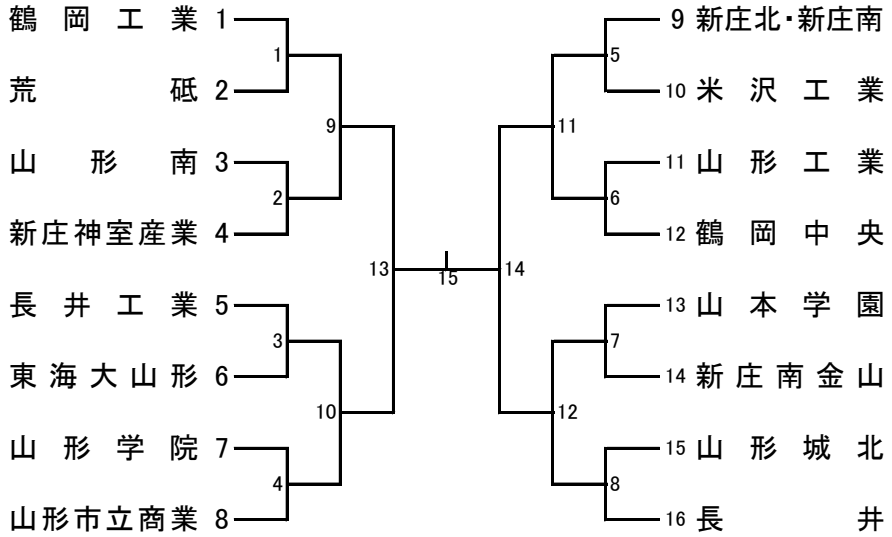 鶴岡工業 1
荒砥 2
山形南 3
新庄神室産業 4
長井工業 5
東海大山形 6
山形学院 7
山形市立商業 8
1
2
3
4
9
10
13
15
14
11
12
5
6
7
8
9 新庄北・新庄南
10 米沢工業
11 山形工業
12 鶴岡中央
13 山本学園
14 新庄南金山
15 山形城北
16 長井